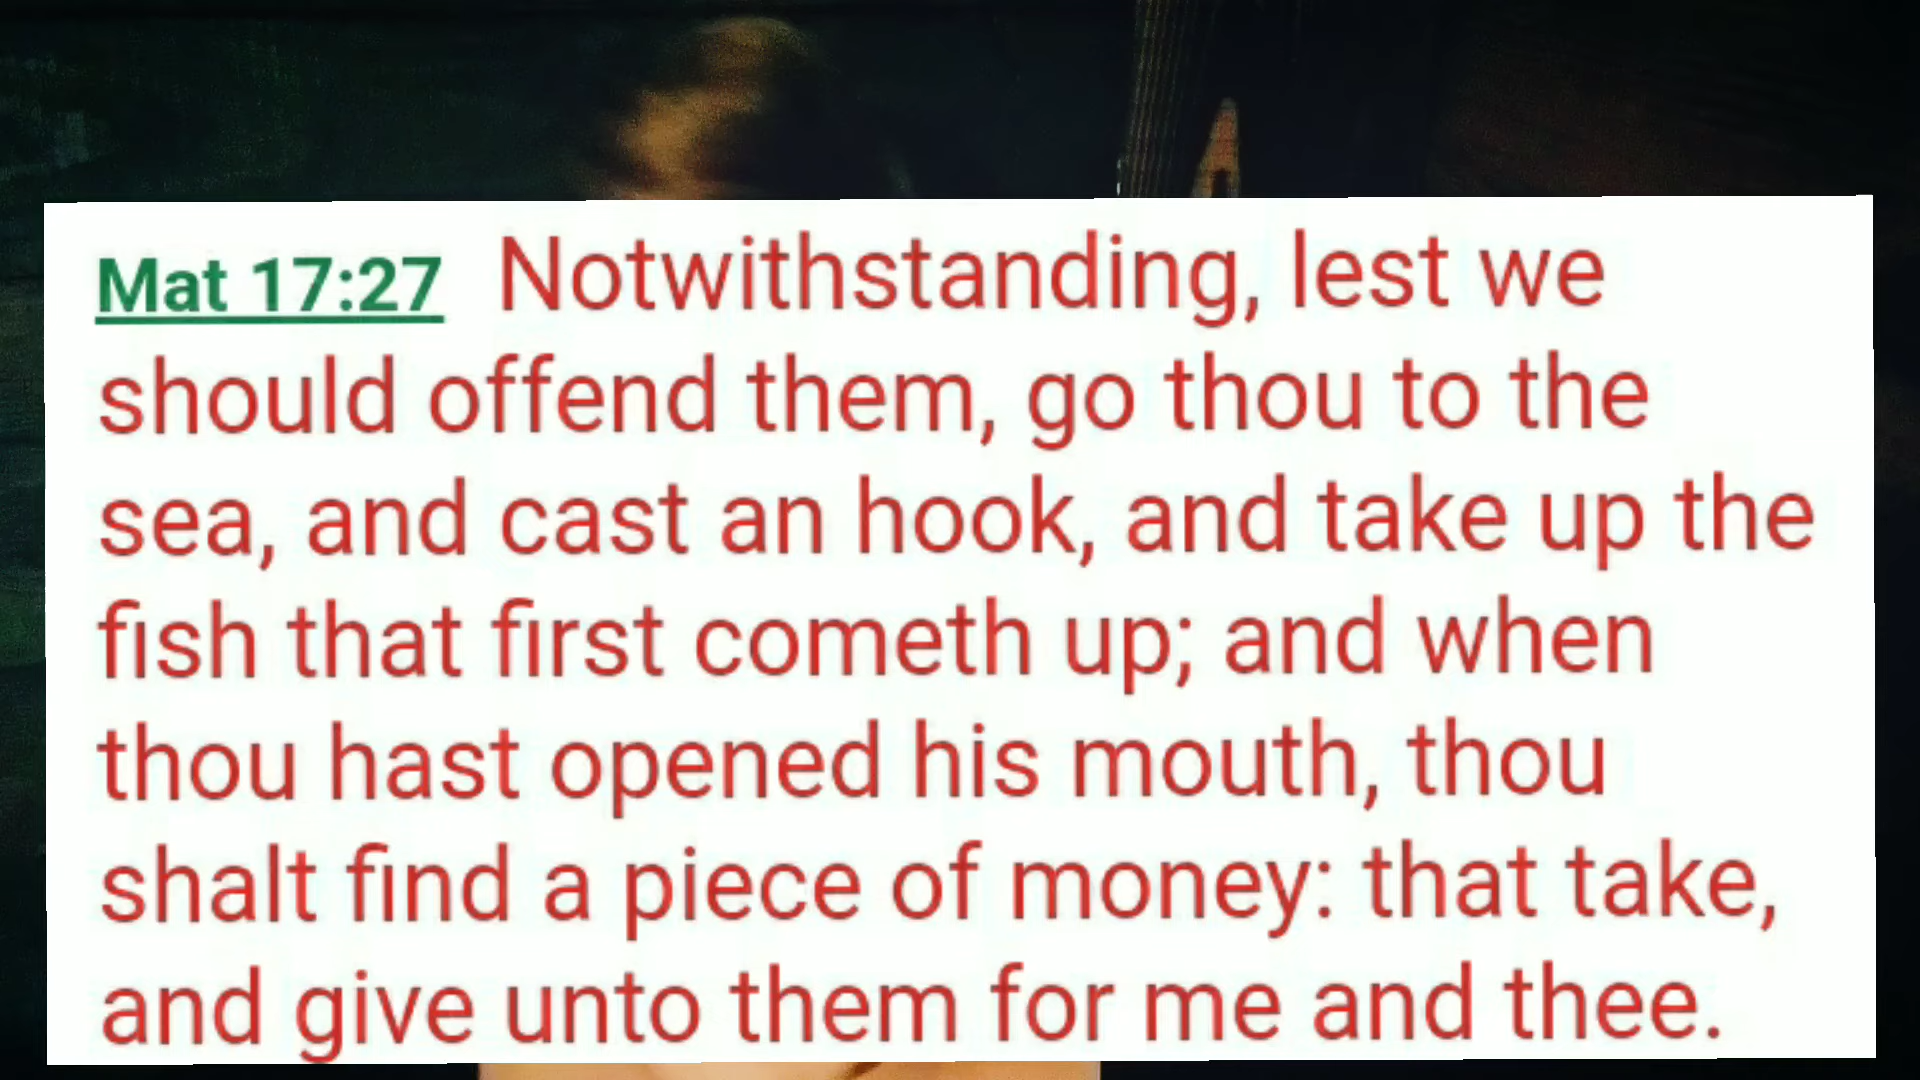 Mat 17:27 Notwithstanding, lest we
should offend them, go thou to the
sea, and cast an hook, and take up the
fish that first cometh up; and when
thou hast opened his mouth, thou
shalt find a piece of money: that take,
and give unto them for me and thee.